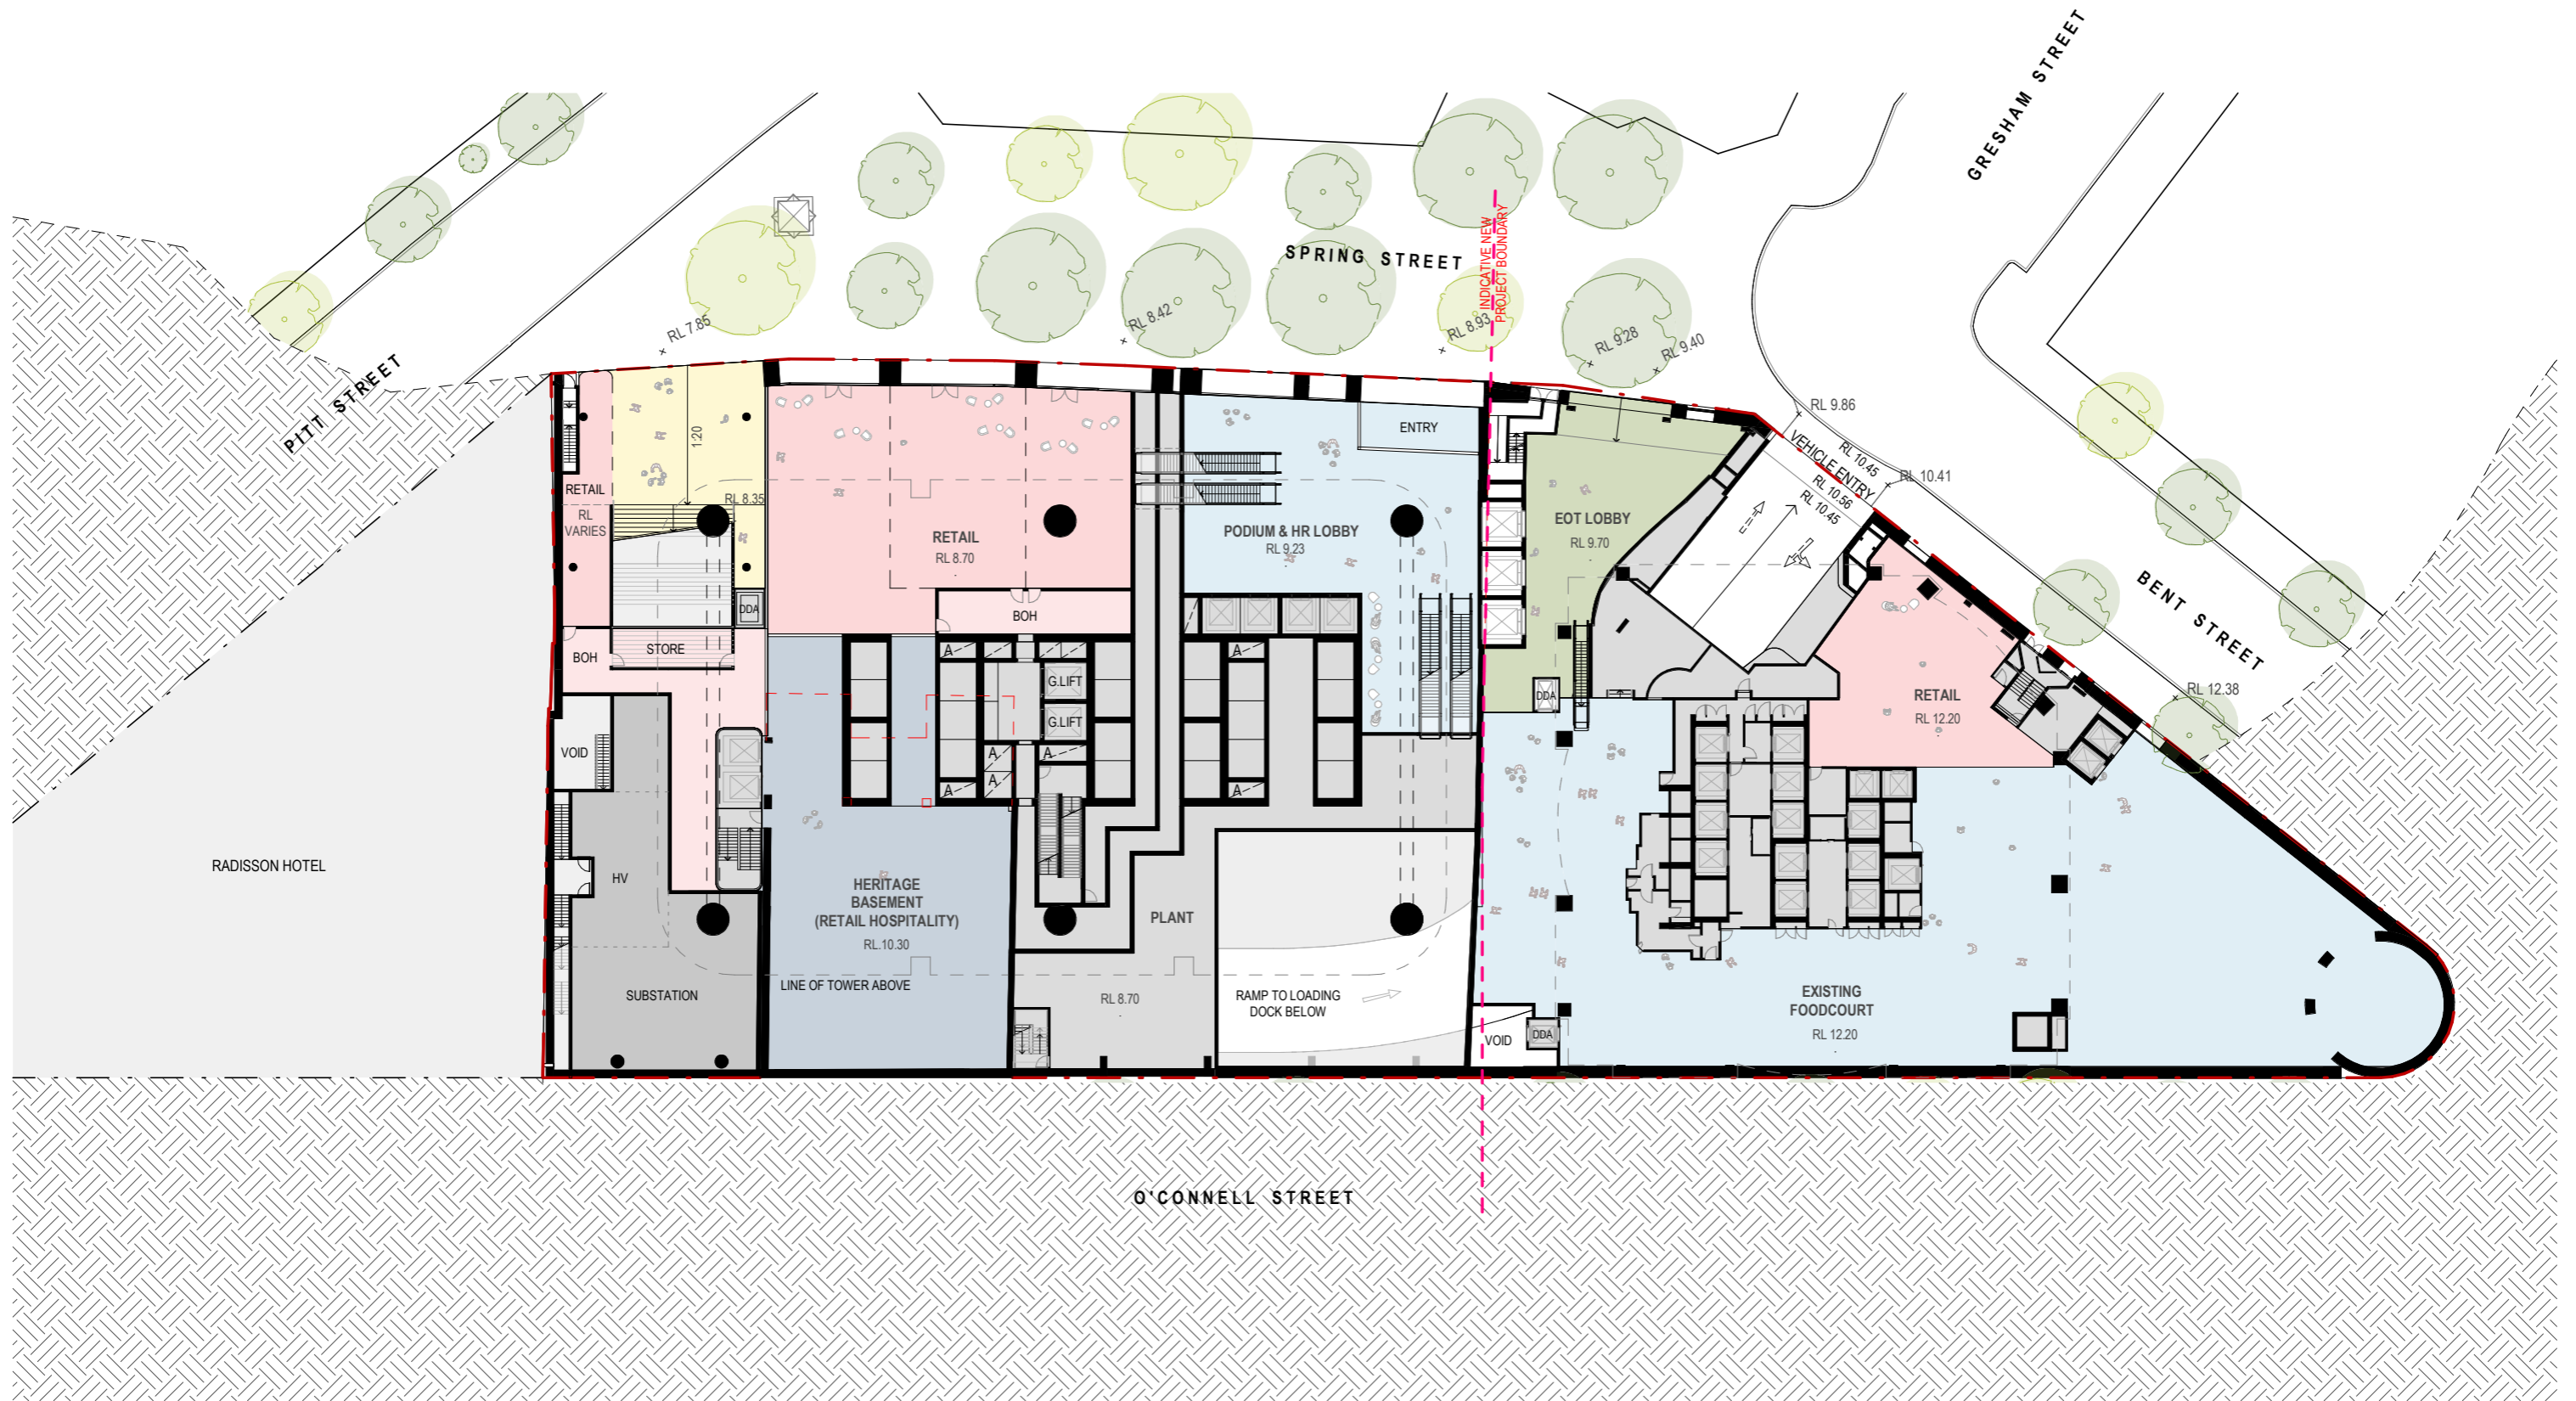 GRESHAM STREET
INDICATIVE NEW
PROJECT BOUNDARY
SPRING STREET
RL 7.85
RL 8.42
RL 8.93
RL 9.28
RL 9.40
PITT STREET
RL 9.86
VEHICLE ENTRY
RL 10.45
RL 10.41
RL 10.56
RL 10.45
BENT STREET
RL 12.38
1:20
RL 8.35
ENTRY
RETAIL
RL
VARIES
RETAIL
RL 8.70
PODIUM & HR LOBBY
RL 9.23
EOT LOBBY
RL 9.70
DDA
BOH
BOH
STORE
A
A
G.LIFT
G.LIFT
DDA
RETAIL
RL 12.20
VOID
A
A
A
A
A
RADISSON HOTEL
HV
HERITAGE
BASEMENT
(RETAIL HOSPITALITY)
RL.10.30
PLANT
LINE OF TOWER ABOVE
SUBSTATION
RL 8.70
RAMP TO LOADING
DOCK BELOW
VOID
DDA
EXISTING
FOODCOURT
RL 12.20
O'CONNELL STREET